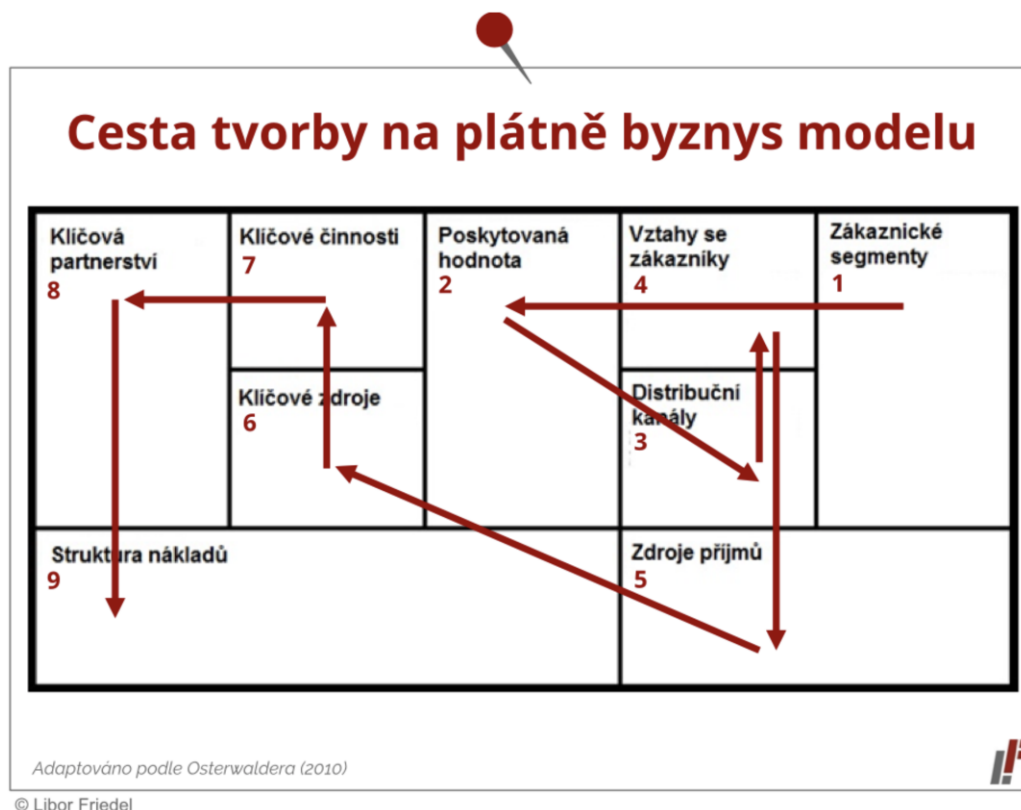 Cesta tvorby na plátně byznys modelu
Klíčová
partnerství
8
Klíčové činnosti
7
Poskytovaná
hodnota
2
Vztahy se
zákazníky
4
Zákaznické
segmenty
1
Klíčové zdroje
6
Distribuční
kanály
3
Struktura nákladů
9
Zdroje příjmů
5
Adaptováno podle Osterwaldera (2010)
© Libor Friedel